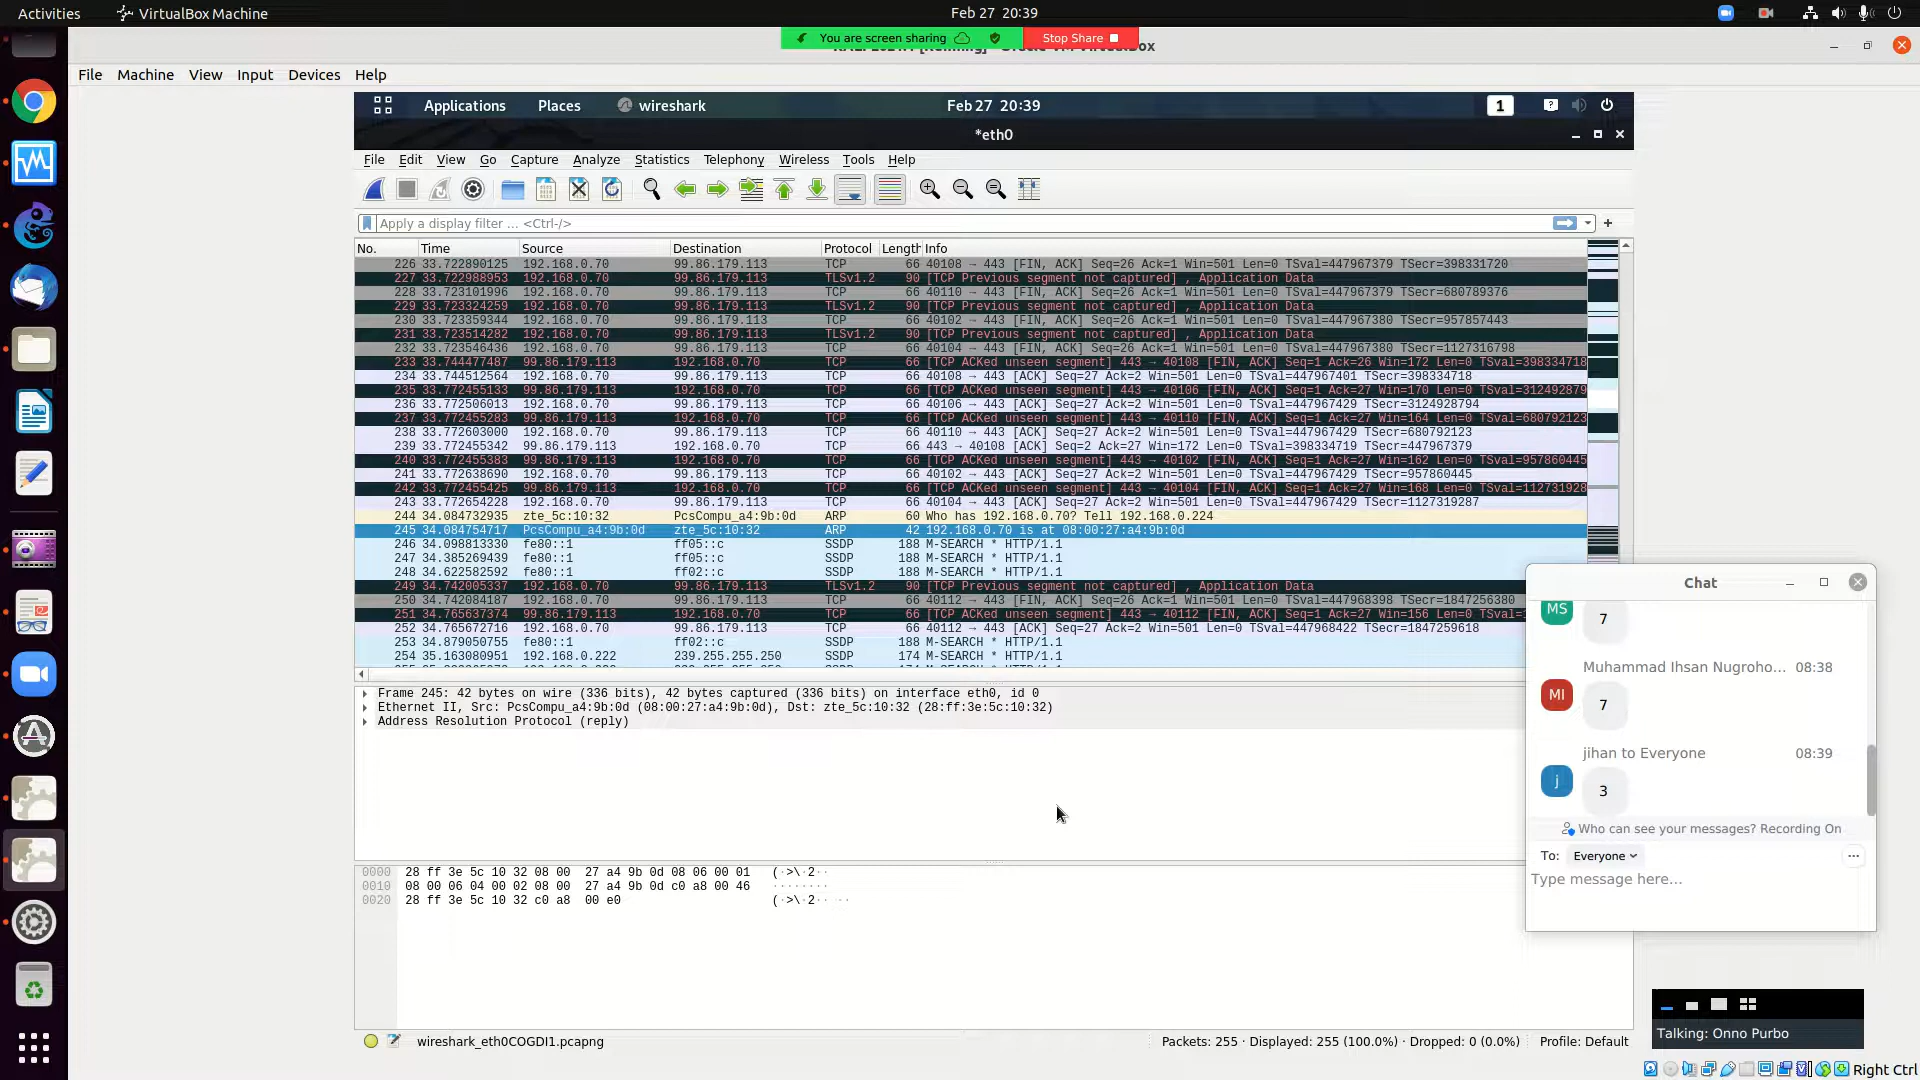 Activities VirtualBox Machine Feb 27 20:39
You are screen sharing Stop Share
File Machine View Input Devices Help
Applications Places wireshark Feb 27 20:39 1
*eth0
File Edit View Go Capture Analyze Statistics Telephony Wireless Tools Help
Apply a display filter ... <Ctrl-/>
No. Time Source Destination Protocol Length Info
226 33.722890125 192.168.0.70 99.86.179.113 TCP 66 40108 → 443 [FIN, ACK] Seq=26 Ack=1 Win=501 Len=0 TSval=447967379 TSecr=398331720
227 33.722988953 192.168.0.70 99.86.179.113 TLSv1.2 90 [TCP Previous segment not captured] , Application Data
228 33.723101996 192.168.0.70 99.86.179.113 TCP 66 40110 → 443 [FIN, ACK] Seq=26 Ack=1 Win=501 Len=0 TSval=447967379 TSecr=680789376
229 33.723324259 192.168.0.70 99.86.179.113 TLSv1.2 90 [TCP Previous segment not captured] , Application Data
230 33.723359344 192.168.0.70 99.86.179.113 TCP 66 40102 → 443 [FIN, ACK] Seq=26 Ack=1 Win=501 Len=0 TSval=447967380 TSecr=957857443
231 33.723514282 192.168.0.70 99.86.179.113 TLSv1.2 90 [TCP Previous segment not captured] , Application Data
232 33.723546436 192.168.0.70 99.86.179.113 TCP 66 40104 → 443 [FIN, ACK] Seq=26 Ack=1 Win=501 Len=0 TSval=447967380 TSecr=1127316798
233 33.744477487 99.86.179.113 192.168.0.70 TCP 66 [TCP ACKed unseen segment] 443 → 40108 [FIN, ACK] Seq=1 Ack=26 Win=172 Len=0 TSval=398334718
234 33.744512564 192.168.0.70 99.86.179.113 TCP 66 40108 → 443 [ACK] Seq=27 Ack=2 Win=501 Len=0 TSval=447967401 TSecr=398334718
235 33.772455133 99.86.179.113 192.168.0.70 TCP 66 [TCP ACKed unseen segment] 443 → 40106 [FIN, ACK] Seq=1 Ack=27 Win=170 Len=0 TSval=312492879
236 33.772506013 192.168.0.70 99.86.179.113 TCP 66 40106 → 443 [ACK] Seq=27 Ack=2 Win=501 Len=0 TSval=447967429 TSecr=3124928794
237 33.772455283 99.86.179.113 192.168.0.70 TCP 66 [TCP ACKed unseen segment] 443 → 40110 [FIN, ACK] Seq=1 Ack=27 Win=164 Len=0 TSval=680792123
238 33.772603000 192.168.0.70 99.86.179.113 TCP 66 40110 → 443 [ACK] Seq=27 Ack=2 Win=501 Len=0 TSval=447967429 TSecr=680792123
239 33.772455342 99.86.179.113 192.168.0.70 TCP 66 443 → 40108 [ACK] Seq=2 Ack=27 Win=172 Len=0 TSval=398334719 TSecr=447967379
240 33.772455383 99.86.179.113 192.168.0.70 TCP 66 [TCP ACKed unseen segment] 443 → 40102 [FIN, ACK] Seq=1 Ack=27 Win=162 Len=0 TSval=957860445
241 33.772638690 192.168.0.70 99.86.179.113 TCP 66 40102 → 443 [ACK] Seq=27 Ack=2 Win=501 Len=0 TSval=447967429 TSecr=957860445
242 33.772455425 99.86.179.113 192.168.0.70 TCP 66 [TCP ACKed unseen segment] 443 → 40104 [FIN, ACK] Seq=1 Ack=27 Win=168 Len=0 TSval=112731928
243 33.772654228 192.168.0.70 99.86.179.113 TCP 66 40104 → 443 [ACK] Seq=27 Ack=2 Win=501 Len=0 TSval=447967429 TSecr=1127319287
244 34.084732935 zte_5c:10:32 PcsCompu_a4:9b:0d ARP 60 Who has 192.168.0.70? Tell 192.168.0.224
245 34.084754717 PcsCompu_a4:9b:0d zte_5c:10:32 ARP 42 192.168.0.70 is at 08:00:27:a4:9b:0d
246 34.098813330 fe80::1 ff05::c SSDP 188 M-SEARCH * HTTP/1.1
247 34.385269439 fe80::1 ff05::c SSDP 188 M-SEARCH * HTTP/1.1
248 34.622582592 fe80::1 ff02::c SSDP 188 M-SEARCH * HTTP/1.1
249 34.742005337 192.168.0.70 99.86.179.113 TLSv1.2 90 [TCP Previous segment not captured] , Application Data
250 34.742084187 192.168.0.70 99.86.179.113 TCP 66 40112 → 443 [FIN, ACK] Seq=26 Ack=1 Win=501 Len=0 TSval=447968398 TSecr=1847256380
251 34.765637374 99.86.179.113 192.168.0.70 TCP 66 [TCP ACKed unseen segment] 443 → 40112 [FIN, ACK] Seq=1 Ack=27 Win=156 Len=0 TSval=1
252 34.765672716 192.168.0.70 99.86.179.113 TCP 66 40112 → 443 [ACK] Seq=27 Ack=2 Win=501 Len=0 TSval=447968422 TSecr=1847259618
253 34.879050755 fe80::1 ff02::c SSDP 188 M-SEARCH * HTTP/1.1
254 35.163080951 192.168.0.222 239.255.255.250 SSDP 174 M-SEARCH * HTTP/1.1
Frame 245: 42 bytes on wire (336 bits), 42 bytes captured (336 bits) on interface eth0, id 0
Ethernet II, Src: PcsCompu_a4:9b:0d (08:00:27:a4:9b:0d), Dst: zte_5c:10:32 (28:ff:3e:5c:10:32)
Address Resolution Protocol (reply)
0000 28 ff 3e 5c 10 32 08 00 27 a4 9b 0d 08 06 00 01 (·>\·2··
0010 08 00 06 04 00 02 08 00 27 a4 9b 0d c0 a8 00 46 ········
0020 28 ff 3e 5c 10 32 c0 a8 00 e0 (·>\·2·· ··
wireshark_eth0COGDI1.pcapng Packets: 255 · Displayed: 255 (100.0%) · Dropped: 0 (0.0%) Profile: Default
Chat
MS
7
Muhammad Ihsan Nugroho... 08:38
MI
7
jihan to Everyone 08:39
j
3
Who can see your messages? Recording On
To: Everyone
Type message here...
Talking: Onno Purbo
Right Ctrl